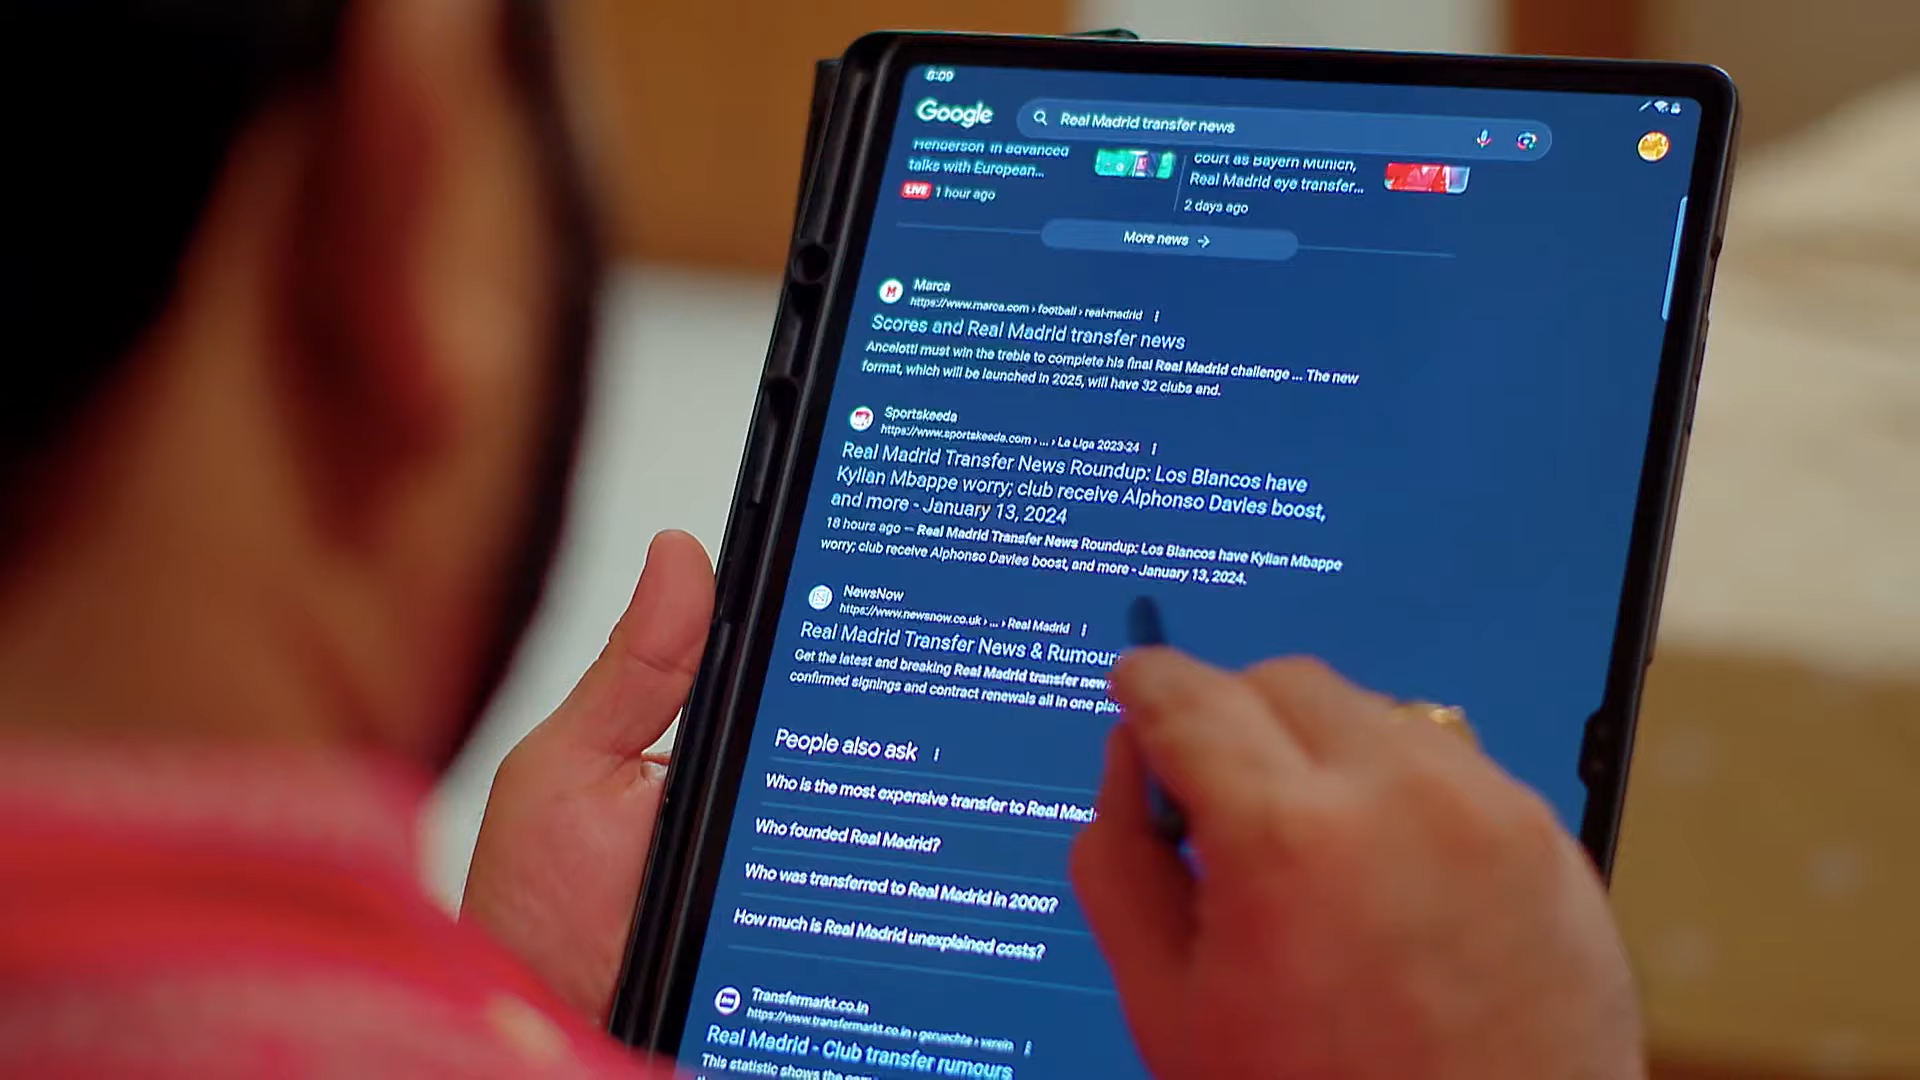 6:09
Google
Real Madrid transfer news
Henderson in advanced
talks with European...
LIVE 1 hour ago
court as Bayern Munich,
Real Madrid eye transfer...
2 days ago
More news →
Marca
https://www.marca.com › football › real-madrid
Scores and Real Madrid transfer news
Ancelotti must win the treble to complete his final Real Madrid challenge ... The new
format, which will be launched in 2025, will have 32 clubs and.
Sportskeeda
https://www.sportskeeda.com › ... › La Liga 2023-24
Real Madrid Transfer News Roundup: Los Blancos have
Kylian Mbappe worry; club receive Alphonso Davies boost,
and more - January 13, 2024
18 hours ago — Real Madrid Transfer News Roundup: Los Blancos have Kylian Mbappe
worry; club receive Alphonso Davies boost, and more - January 13, 2024.
NewsNow
https://www.newsnow.co.uk › ... › Real Madrid
Real Madrid Transfer News & Rumour
Get the latest and breaking Real Madrid transfer new
confirmed signings and contract renewals all in one plac
People also ask
Who is the most expensive transfer to Real Mad
Who founded Real Madrid?
Who was transferred to Real Madrid in 2000?
How much is Real Madrid unexplained costs?
Transfermarkt.co.in
https://www.transfermarkt.co.in › geruechte › verein
Real Madrid - Club transfer rumours
This statistic shows the